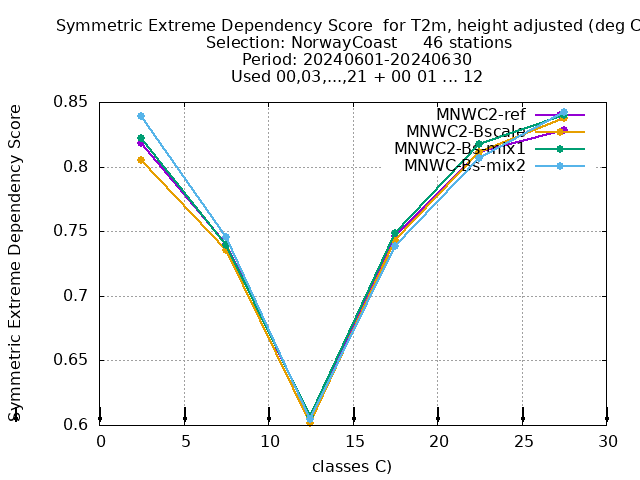 Symmetric Extreme Dependency Score for T2m, height adjusted (deg C
Selection: NorwayCoast 46 stations
Period: 20240601-20240630
Used 00,03,...,21 + 00 01 ... 12
Symmetric Extreme Dependency Score
0.85
0.8
0.75
0.7
0.65
0.6
MNWC2-ref
MNWC2-Bscale
MNWC2-Bs-mix1
MNWC-Bs-mix2
0 5 10 15 20 25 30
classes C)